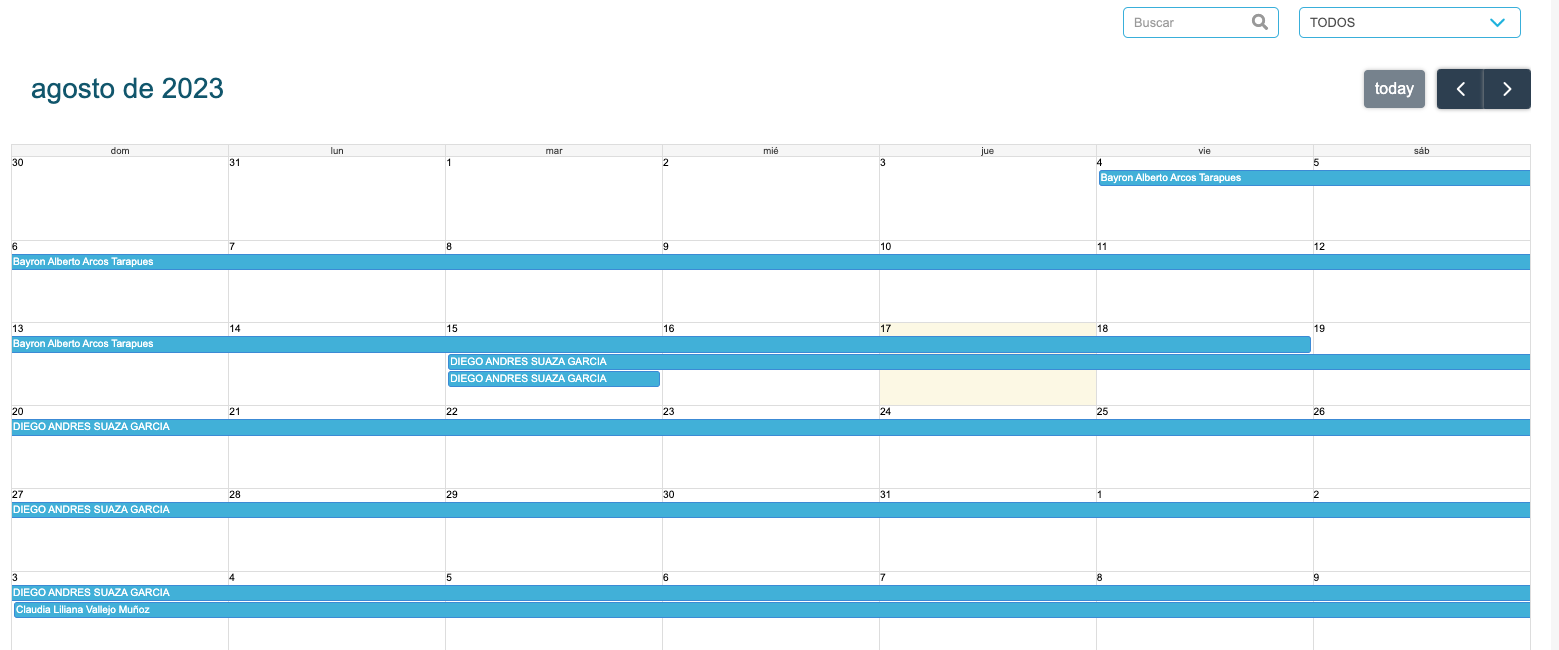 Buscar
TODOS
agosto de 2023
today
dom lun mar mié jue vie sáb
30 31 1 2 3 4 5
Bayron Alberto Arcos Tarapues
6 7 8 9 10 11 12
Bayron Alberto Arcos Tarapues
13 14 15 16 17 18 19
Bayron Alberto Arcos Tarapues
DIEGO ANDRES SUAZA GARCIA
DIEGO ANDRES SUAZA GARCIA
20 21 22 23 24 25 26
DIEGO ANDRES SUAZA GARCIA
27 28 29 30 31 1 2
DIEGO ANDRES SUAZA GARCIA
3 4 5 6 7 8 9
DIEGO ANDRES SUAZA GARCIA
Claudia Liliana Vallejo Muñoz